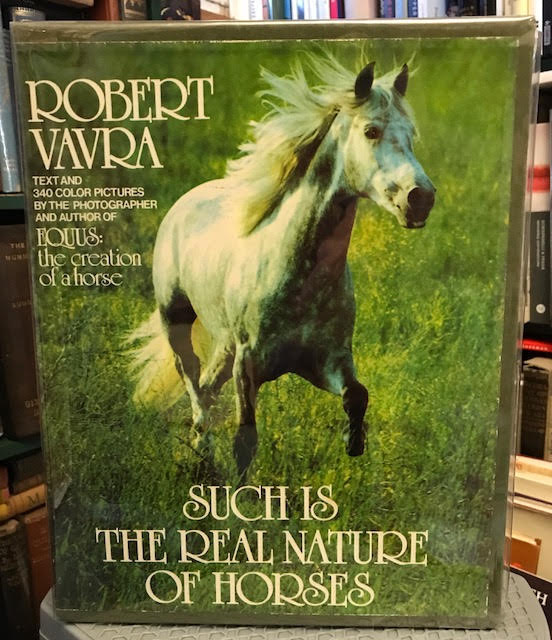 ROBERT
VAVRA
TEXT AND
340 COLOR PICTURES
BY THE PHOTOGRAPHER
AND AUTHOR OF
EQUUS:
the creation
of a horse
SUCH IS
THE REAL NATURE
OF HORSES